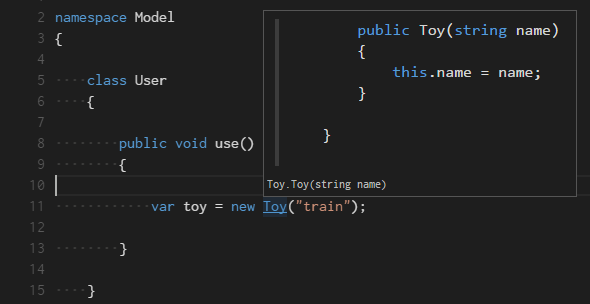 2 namespace Model
3 {
4
5 class User
6 {
7
8 public void use()
9 {
10
11 var toy = new Toy("train");
12
13 }
14
15 }
public Toy(string name)
{
this.name = name;
}
}
Toy.Toy(string name)